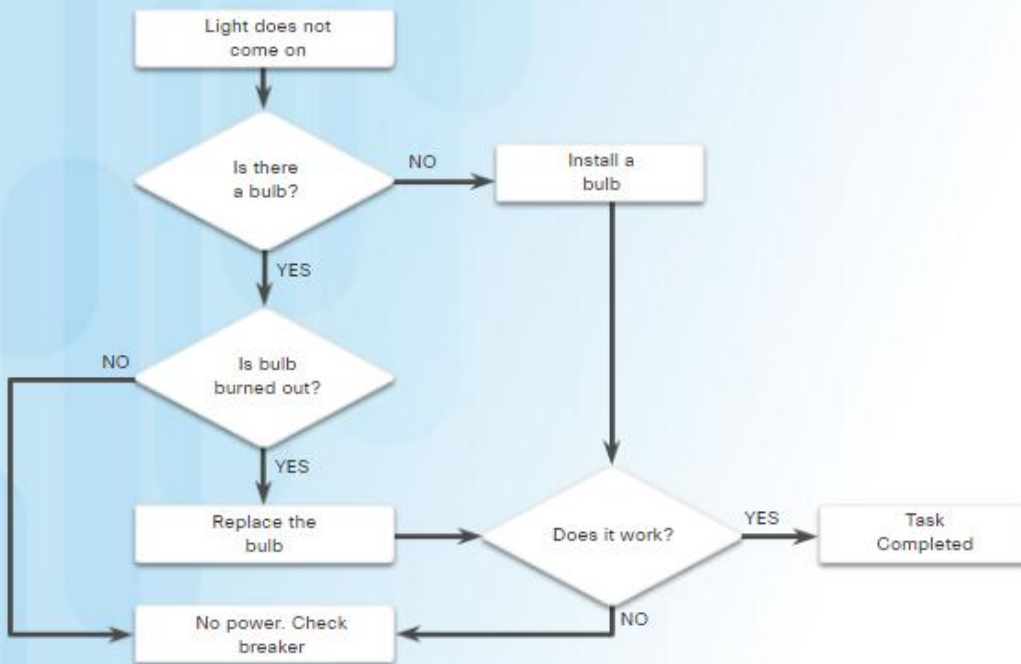 Light does not
come on
Is there
a bulb?
NO
Install a
bulb
YES
Is bulb
burned out?
NO
YES
Replace the
bulb
Does it work?
YES
Task
Completed
NO
No power. Check
breaker